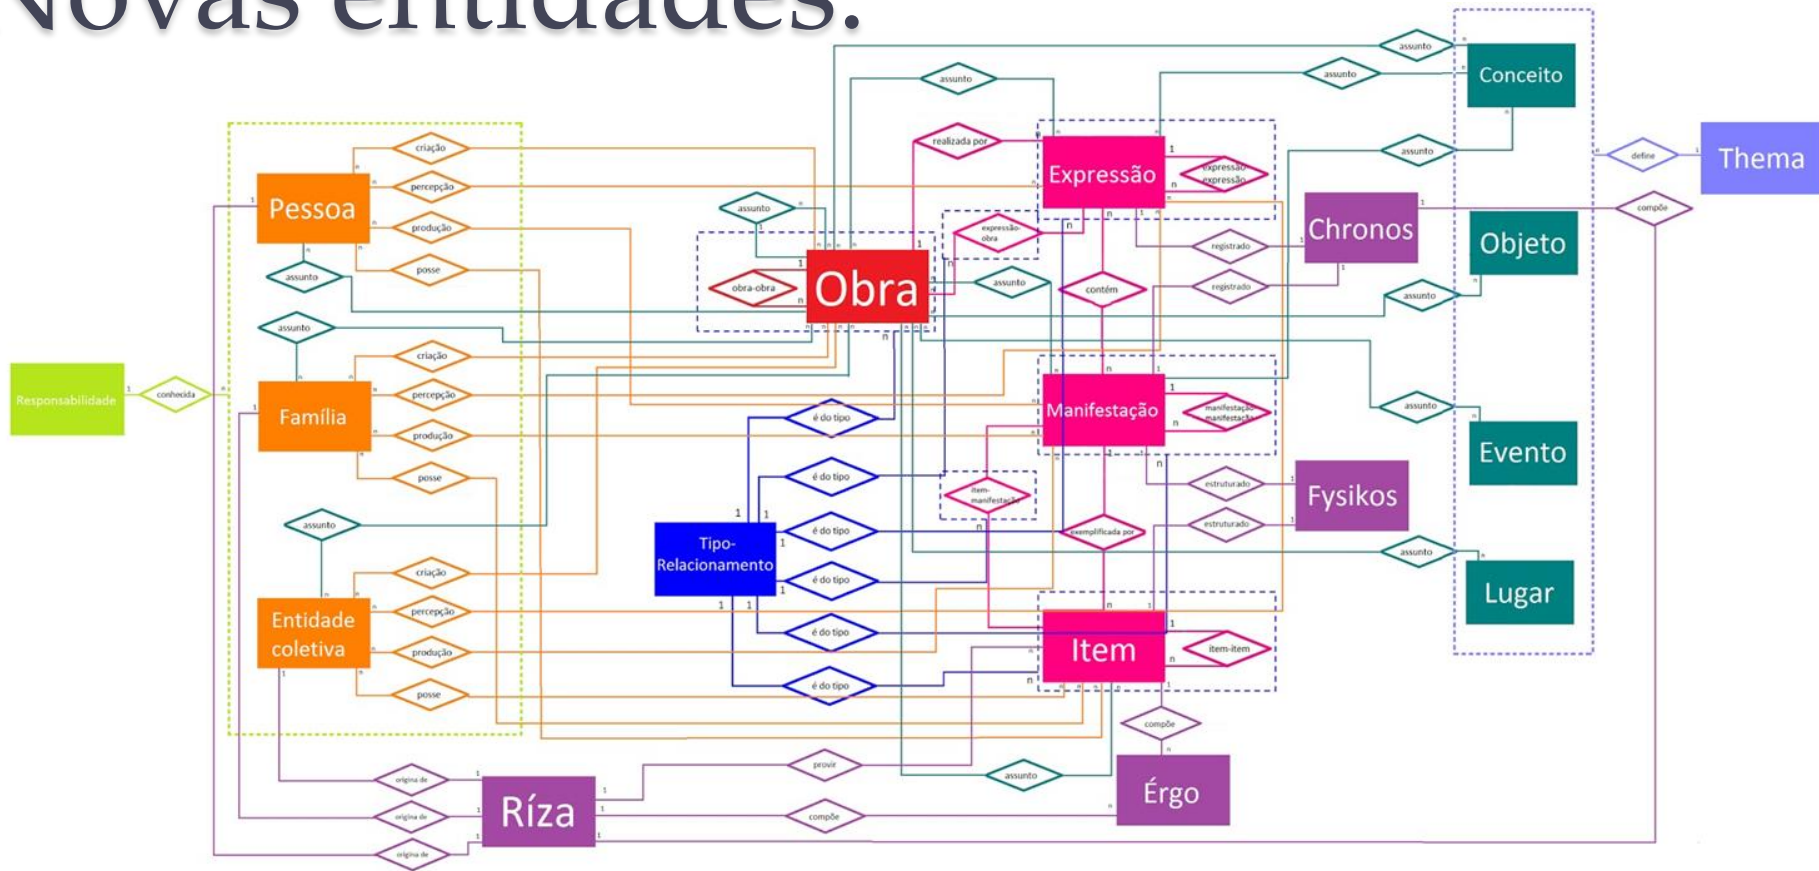 Novas entidades:
assunto
Conceito
assunto
assunto
realizada por
criação
Expressão
expressão-
expressão
assunto
define
Thema
percepção
Pessoa
assunto
Chronos
compõe
produção
expressão-
obra
registrado
Objeto
posse
assunto
obra-obra
Obra
assunto
contém
registrado
assunto
assunto
criação
Responsabilidade
conhecida
Família
percepção
Manifestação
manifestação-
manifestação
assunto
é do tipo
produção
Evento
posse
é do tipo
item-
manifestação
estruturado
Fysikos
assunto
é do tipo
exemplificada por
estruturado
Tipo-
Relacionamento
assunto
criação
é do tipo
Lugar
percepção
Entidade
coletiva
é do tipo
produção
Item
item-item
posse
é do tipo
compõe
provir
assunto
origina de
Ríza
Érgo
origina de
compõe
origina de